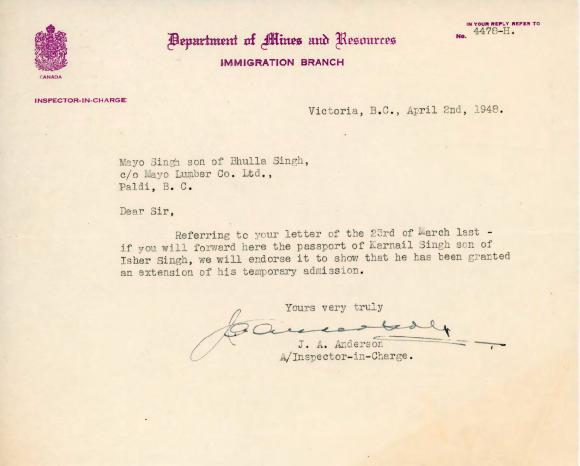 IN YOUR REPLY REFER TO
No. 4476-H.
Department of Mines and Resources
IMMIGRATION BRANCH
CANADA
INSPECTOR-IN-CHARGE
Victoria, B.C., April 2nd, 1948.
Mayo Singh son of Bhulla Singh,
c/o Mayo Lumber Co. Ltd.,
Paldi, B. C.
Dear Sir,
Referring to your letter of the 23rd of March last -
if you will forward here the passport of Karnail Singh son of
Isher Singh, we will endorse it to show that he has been granted
an extension of his temporary admission.
Yours very truly
J. A. Anderson
A/Inspector-in-Charge.